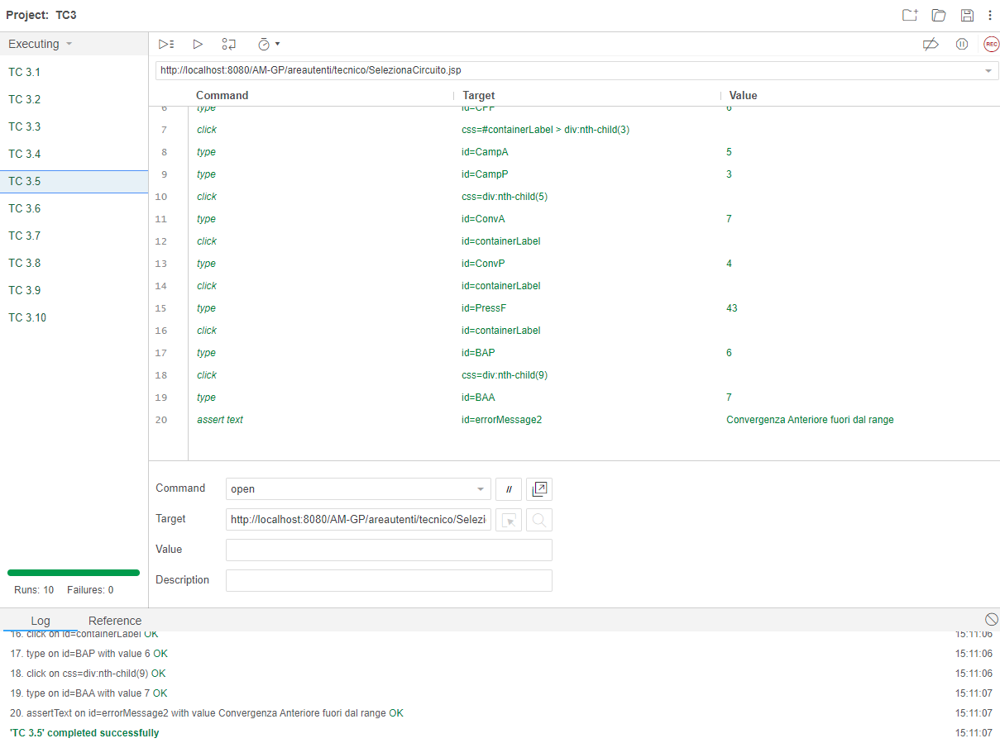 Project: TC3
Executing
http://localhost:8080/AM-GP/areautenti/tecnico/SelezionaCircuito.jsp
REC
TC 3.1
TC 3.2
TC 3.3
TC 3.4
TC 3.5
TC 3.6
TC 3.7
TC 3.8
TC 3.9
TC 3.10
Runs: 10 Failures: 0
Command Target Value
6 type id=CPP 6
7 click css=#containerLabel > div:nth-child(3)
8 type id=CampA 5
9 type id=CampP 3
10 click css=div:nth-child(5)
11 type id=ConvA 7
12 click id=containerLabel
13 type id=ConvP 4
14 click id=containerLabel
15 type id=PressF 43
16 click id=containerLabel
17 type id=BAP 6
18 click css=div:nth-child(9)
19 type id=BAA 7
20 assert text id=errorMessage2 Convergenza Anteriore fuori dal range
Command open //
Target http://localhost:8080/AM-GP/areautenti/tecnico/Selezi
Value
Description
Log Reference
16. click on id=containerLabel OK 15:11:06
17. type on id=BAP with value 6 OK 15:11:06
18. click on css=div:nth-child(9) OK 15:11:06
19. type on id=BAA with value 7 OK 15:11:07
20. assertText on id=errorMessage2 with value Convergenza Anteriore fuori dal range OK 15:11:07
'TC 3.5' completed successfully 15:11:07